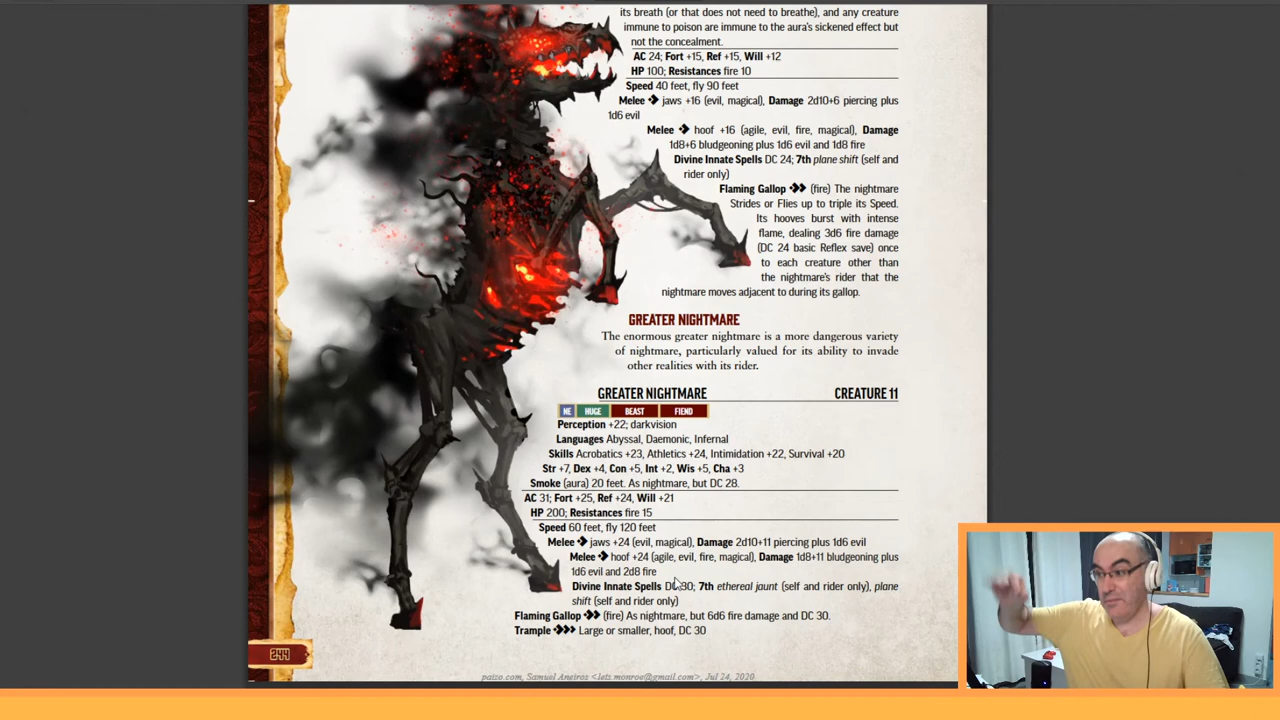 its breath (or that does not need to breathe), and any creature
immune to poison are immune to the aura's sickened effect but
not the concealment.
AC 24; Fort +15, Ref +15, Will +12
HP 100; Resistances fire 10
Speed 40 feet, fly 90 feet
Melee jaws +16 (evil, magical), Damage 2d10+6 piercing plus
1d6 evil
Melee hoof +16 (agile, evil, fire, magical), Damage
1d8+6 bludgeoning plus 1d6 evil and 1d8 fire
Divine Innate Spells DC 24; 7th plane shift (self and
rider only)
Flaming Gallop (fire) The nightmare
Strides or Flies up to triple its Speed.
Its hooves burst with intense
flame, dealing 3d6 fire damage
(DC 24 basic Reflex save) once
to each creature other than
the nightmare's rider that the
nightmare moves adjacent to during its gallop.
GREATER NIGHTMARE
The enormous greater nightmare is a more dangerous variety
of nightmare, particularly valued for its ability to invade
other realities with its rider.
GREATER NIGHTMARE CREATURE 11
NE HUGE BEAST FIEND
Perception +22; darkvision
Languages Abyssal, Daemonic, Infernal
Skills Acrobatics +23, Athletics +24, Intimidation +22, Survival +20
Str +7, Dex +4, Con +5, Int +2, Wis +5, Cha +3
Smoke (aura) 20 feet. As nightmare, but DC 28.
AC 31; Fort +25, Ref +24, Will +21
HP 200; Resistances fire 15
Speed 60 feet, fly 120 feet
Melee jaws +24 (evil, magical), Damage 2d10+11 piercing plus 1d6 evil
Melee hoof +24 (agile, evil, fire, magical), Damage 1d8+11 bludgeoning plus
1d6 evil and 2d8 fire
Divine Innate Spells DC 30; 7th ethereal jaunt (self and rider only), plane
shift (self and rider only)
Flaming Gallop (fire) As nightmare, but 6d6 fire damage and DC 30.
Trample Large or smaller, hoof, DC 30
244
paizo.com, Samuel Aneiros <letz.monroe@gmail.com>, Jul 24, 2020